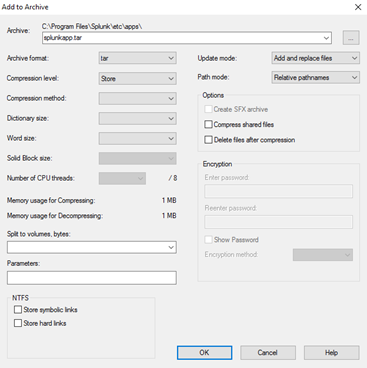 Add to Archive
C:\Program Files\Splunk\etc\apps\
Archive:
splunkapp.tar
...
Archive format: tar
Update mode: Add and replace files
Compression level: Store
Path mode: Relative pathnames
Compression method:
Options
Create SFX archive
Dictionary size:
Compress shared files
Word size:
Delete files after compression
Solid Block size:
Encryption
Number of CPU threads: / 8
Enter password:
Memory usage for Compressing: 1 MB
Memory usage for Decompressing: 1 MB
Reenter password:
Split to volumes, bytes:
Show Password
Encryption method:
Parameters:
NTFS
Store symbolic links
Store hard links
OK
Cancel
Help